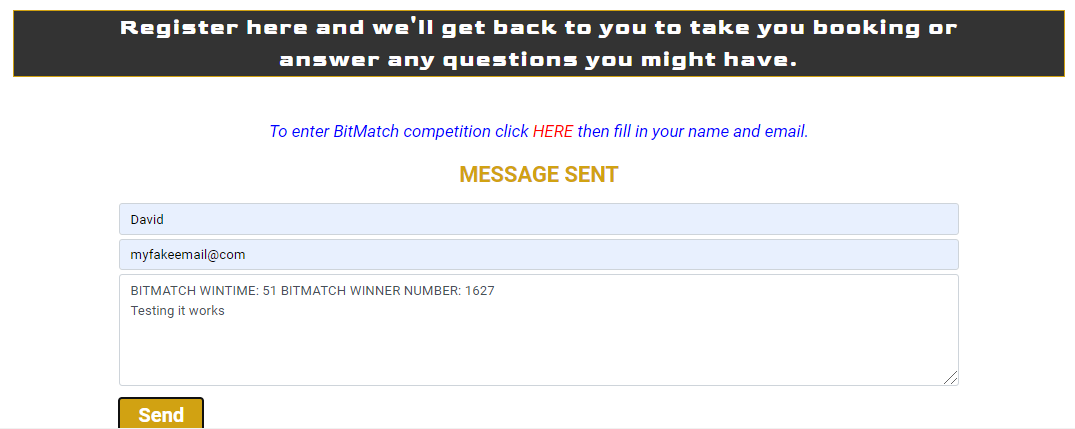 Register here and we'll get back to you to take you booking or
answer any questions you might have.
To enter BitMatch competition click HERE then fill in your name and email.
MESSAGE SENT
David
myfakeemail@com
BITMATCH WINTIME: 51 BITMATCH WINNER NUMBER: 1627
Testing it works
Send